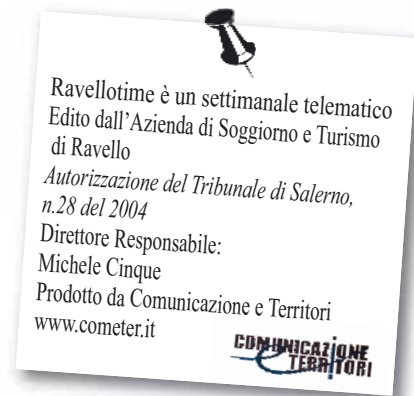 Ravellotime è un settimanale telematico
Edito dall'Azienda di Soggiorno e Turismo
di Ravello
Autorizzazione del Tribunale di Salerno,
n.28 del 2004
Direttore Responsabile:
Michele Cinque
Prodotto da Comunicazione e Territori
www.cometer.it
COMUNICAZIONE
e TERRITORI